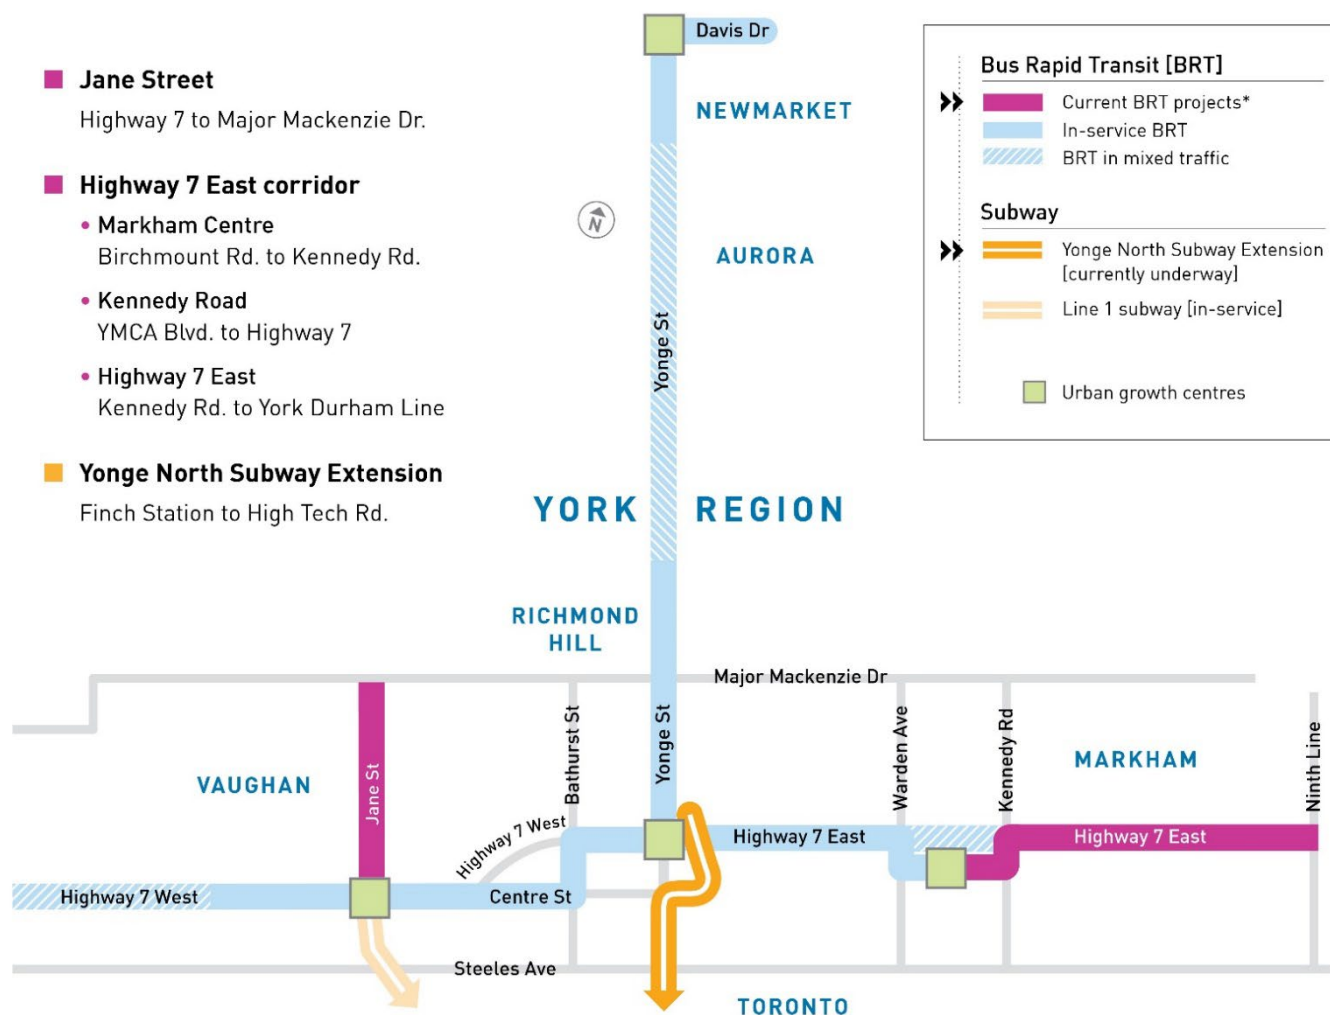 Jane Street
Highway 7 to Major Mackenzie Dr.
Highway 7 East corridor
• Markham Centre
Birchmount Rd. to Kennedy Rd.
• Kennedy Road
YMCA Blvd. to Highway 7
• Highway 7 East
Kennedy Rd. to York Durham Line
Yonge North Subway Extension
Finch Station to High Tech Rd.
Bus Rapid Transit [BRT]
Current BRT projects*
In-service BRT
BRT in mixed traffic
Subway
Yonge North Subway Extension
[currently underway]
Line 1 subway [in-service]
Urban growth centres
Davis Dr
NEWMARKET
N
AURORA
Yonge St
YORK REGION
RICHMOND
HILL
Major Mackenzie Dr
VAUGHAN
Jane St
Bathurst St
Yonge St
Warden Ave
Kennedy Rd
MARKHAM
Ninth Line
Highway 7 West
Highway 7 East
Highway 7 East
Highway 7 West
Centre St
Steeles Ave
TORONTO